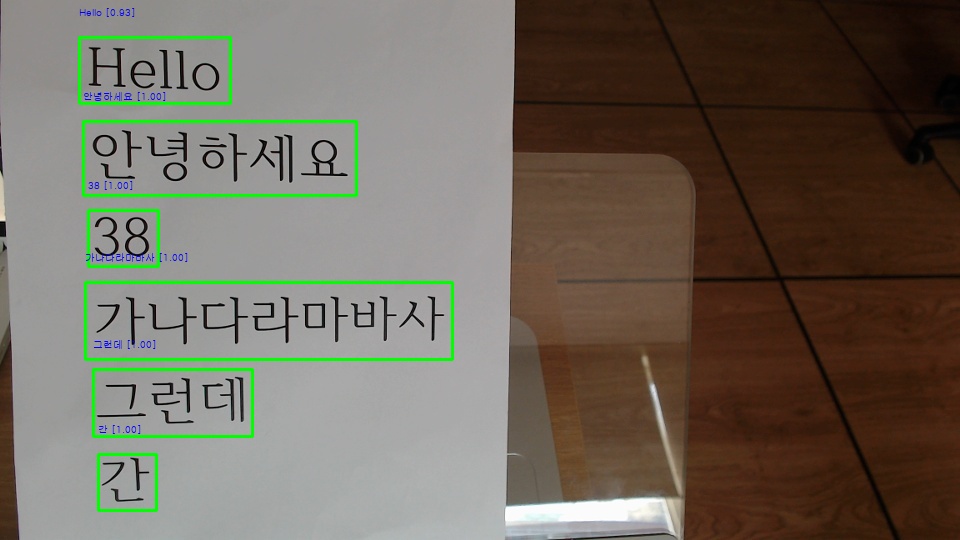 Hello [0.93]
Hello
안녕하세요 [1.00]
안녕하세요
38 [1.00]
38
가나다라마바사 [1.00]
가나다라마바사
그런데 [1.00]
그런데
간 [1.00]
간